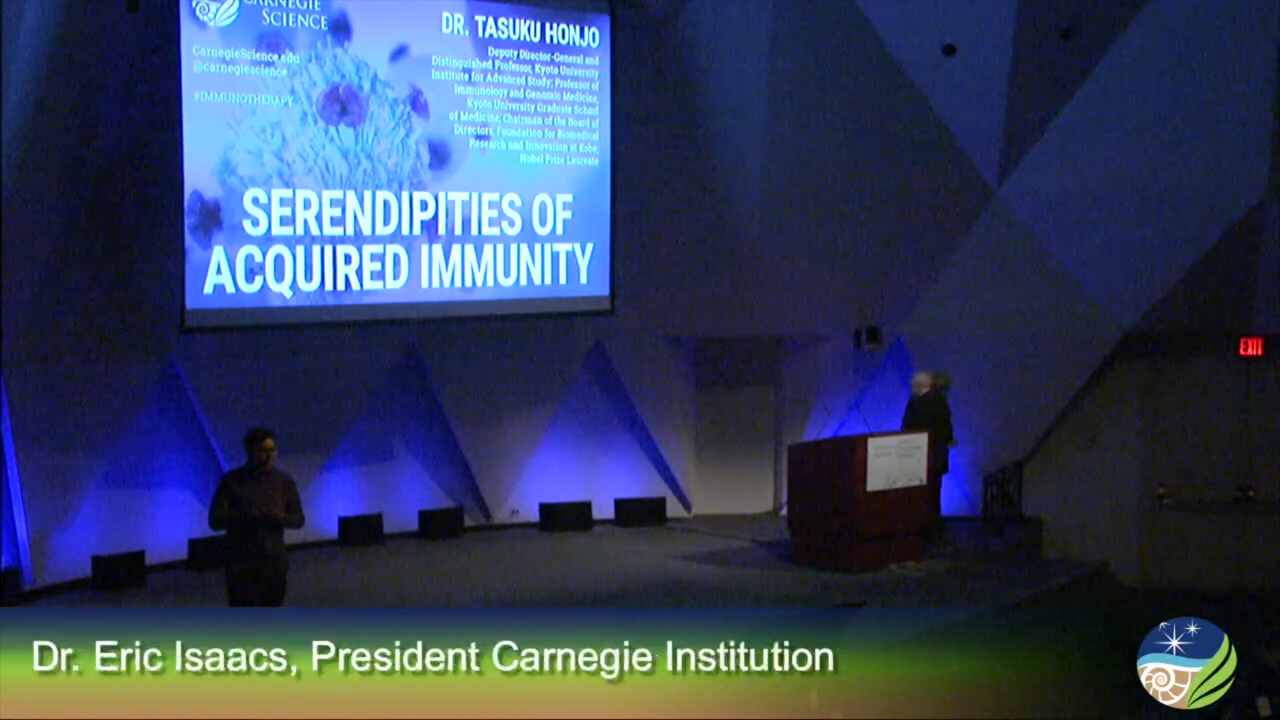 CARNEGIE
SCIENCE
CarnegieScience.edu
@carnegiescience
#IMMUNOTHERAPY
DR. TASUKU HONJO
Deputy Director-General and
Distinguished Professor, Kyoto University
Institute for Advanced Study; Professor of
Immunology and Genomic Medicine,
Kyoto University Graduate School
of Medicine, Chairman of the Board of
Directors, Foundation for Biomedical
Research and Innovation at Kobe;
Nobel Prize Laureate
SERENDIPITIES OF
ACQUIRED IMMUNITY
EXIT
Dr. Eric Isaacs, President Carnegie Institution